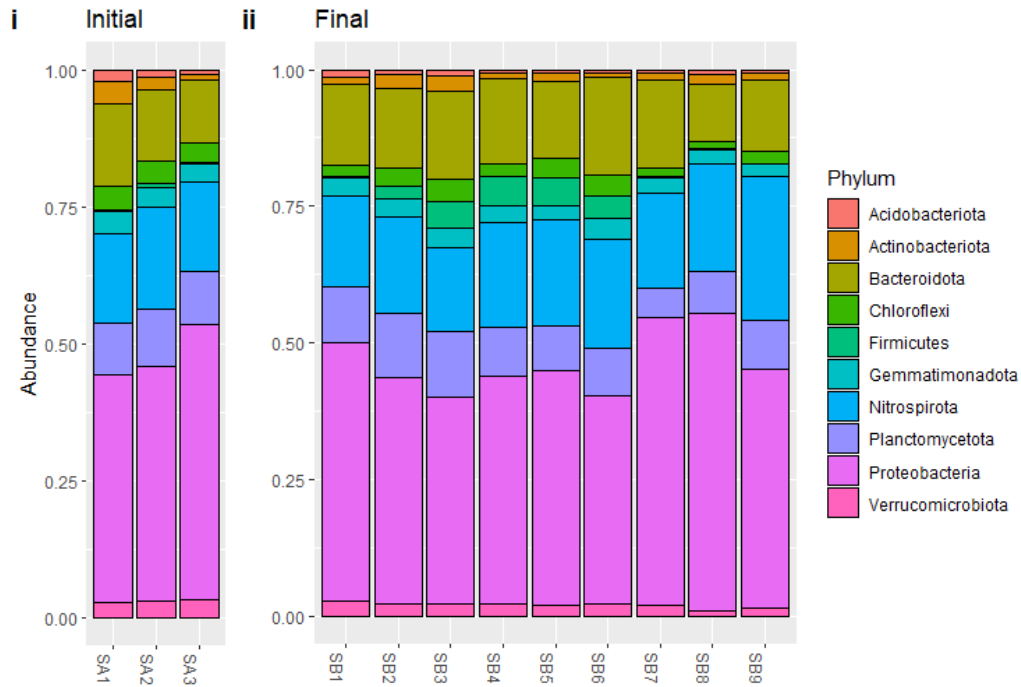 i Initial ii Final
1.00
0.75
0.50
0.25
0.00
Abundance
SA1 SA2 SA3
1.00
0.75
0.50
0.25
0.00
SB1 SB2 SB3 SB4 SB5 SB6 SB7 SB8 SB9
Phylum
Acidobacteriota
Actinobacteriota
Bacteroidota
Chloroflexi
Firmicutes
Gemmatimonadota
Nitrospirota
Planctomycetota
Proteobacteria
Verrucomicrobiota